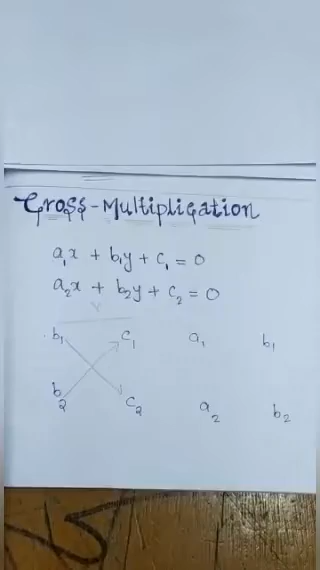 Cross-Multiplication
a₁x + b₁y + c₁ = 0
a₂x + b₂y + c₂ = 0
b₁ c₁ a₁ b₁
b₂ c₂ a₂ b₂